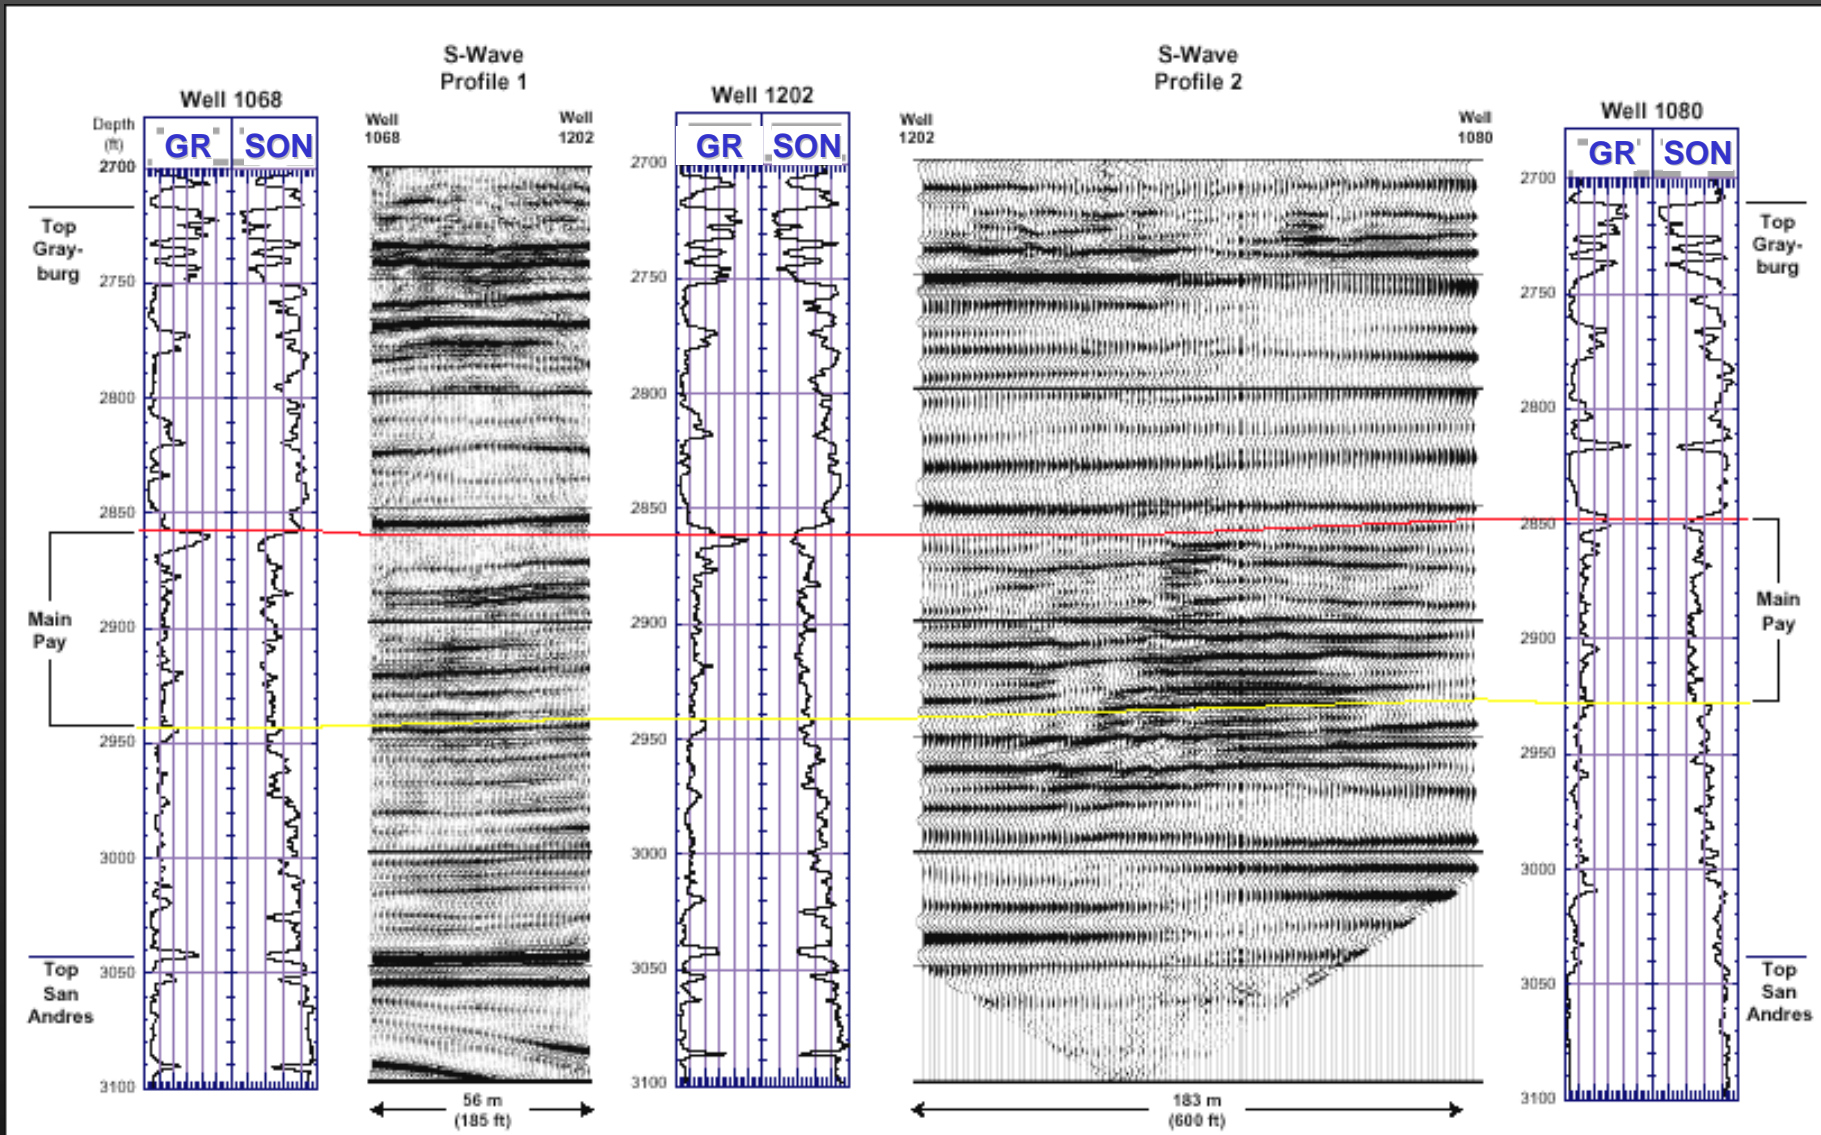 S-Wave
Profile 1
S-Wave
Profile 2
Well 1068
Well 1202
Well 1080
Depth
(ft)
GR
SON
Well
1068
Well
1202
GR
SON
Well
1202
Well
1080
GR
SON
2700
2750
2800
2850
2900
2950
3000
3050
3100
Top
Gray-
burg
Main
Pay
Top
San
Andres
2700
2750
2800
2850
2900
2950
3000
3050
3100
2700
2750
2800
2850
2900
2950
3000
3050
3100
Top
Gray-
burg
Main
Pay
Top
San
Andres
56 m
(185 ft)
183 m
(600 ft)